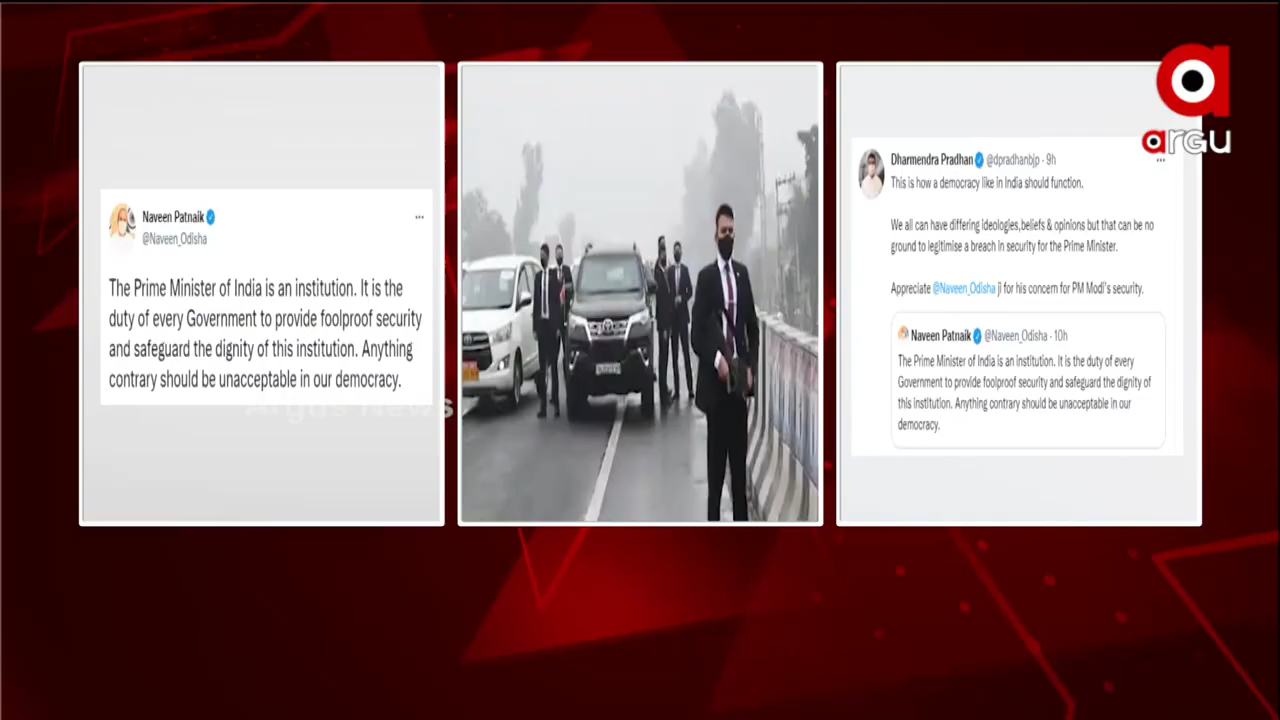 Naveen Patnaik
@Naveen_Odisha
The Prime Minister of India is an institution. It is the
duty of every Government to provide foolproof security
and safeguard the dignity of this institution. Anything
contrary should be unacceptable in our democracy.
Argus News
Dharmendra Pradhan @dpradhanbjp · 9h
This is how a democracy like in India should function.
We all can have differing ideologies,beliefs & opinions but that can be no
ground to legitimise a breach in security for the Prime Minister.
Appreciate @Naveen_Odisha ji for his concern for PM Modi's security.
Naveen Patnaik @Naveen_Odisha · 10h
The Prime Minister of India is an institution. It is the duty of every
Government to provide foolproof security and safeguard the dignity of
this institution. Anything contrary should be unacceptable in our
democracy.
argu